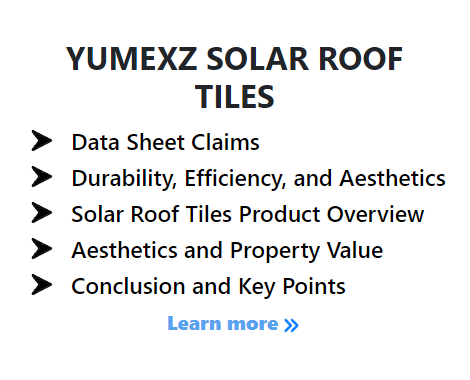 YUMEXZ SOLAR ROOF
TILES
Data Sheet Claims
Durability, Efficiency, and Aesthetics
Solar Roof Tiles Product Overview
Aesthetics and Property Value
Conclusion and Key Points
Learn more »